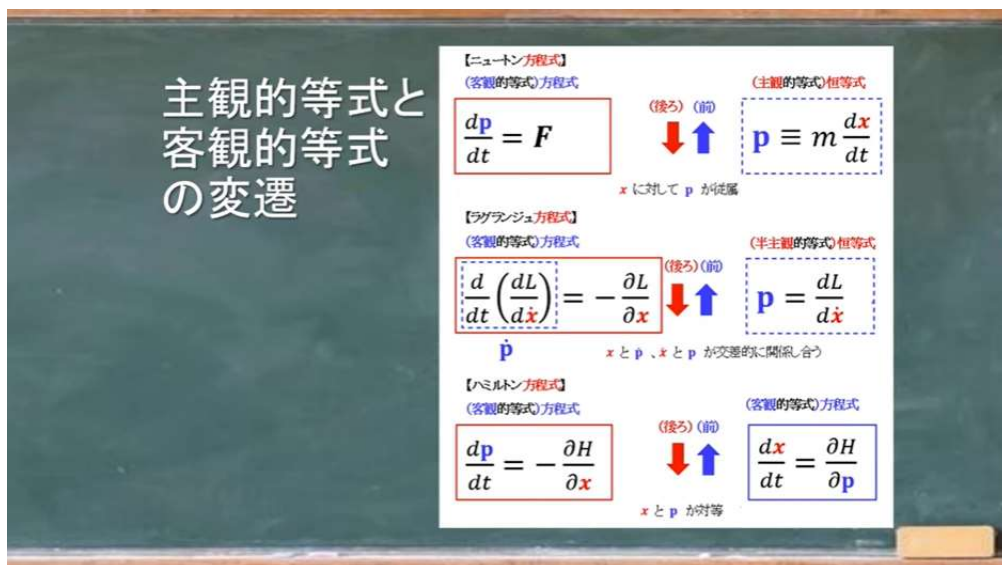 主観的等式と
客観的等式
の変遷
【ニュートン方程式】
(客観的等式)方程式
(主観的等式)恒等式
dp/dt = F
(後ろ) (前)
p ≡ m dx/dt
x に対して p が従属
【ラグランジュ方程式】
(客観的等式)方程式
(半主観的等式)恒等式
d/dt (dL/dẋ) = − ∂L/∂x
(後ろ) (前)
p = dL/dẋ
ṗ
x と ṗ 、ẋ と p が交差的に関係し合う
【ハミルトン方程式】
(客観的等式)方程式
(客観的等式)方程式
dp/dt = − ∂H/∂x
(後ろ) (前)
dx/dt = ∂H/∂p
x と p が対等